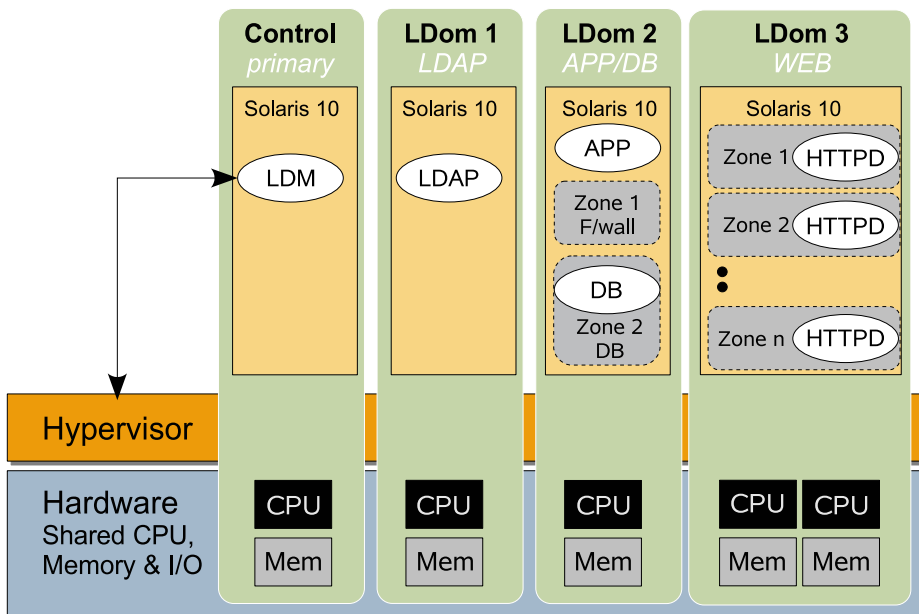 Control
primary
Solaris 10
LDM
LDom 1
LDAP
Solaris 10
LDAP
LDom 2
APP/DB
Solaris 10
APP
Zone 1
F/wall
DB
Zone 2
DB
LDom 3
WEB
Solaris 10
Zone 1 HTTPD
Zone 2 HTTPD
Zone n HTTPD
Hypervisor
Hardware
Shared CPU,
Memory & I/O
CPU
Mem
CPU
Mem
CPU
Mem
CPU CPU
Mem Mem